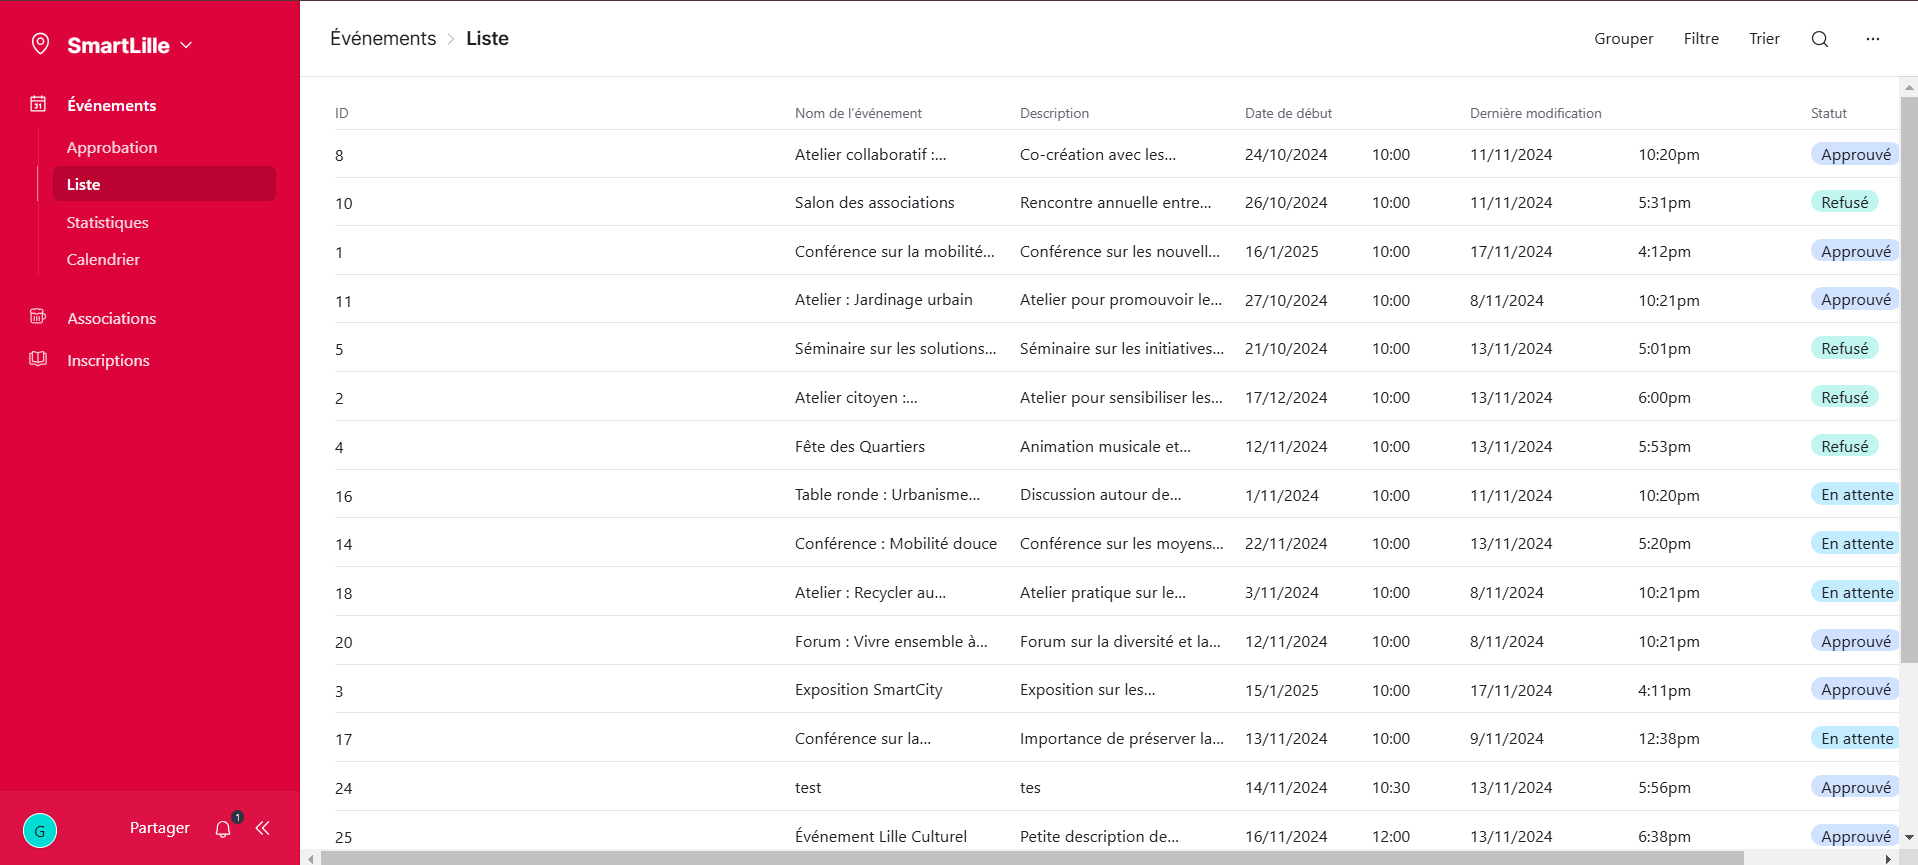 SmartLille
Événements
Approbation
Liste
Statistiques
Calendrier
Associations
Inscriptions
G Partager 1
Événements > Liste
Grouper Filtre Trier ...
ID Nom de l’événement Description Date de début Dernière modification Statut
8 Atelier collaboratif :... Co-création avec les... 24/10/2024 10:00 11/11/2024 10:20pm Approuvé
10 Salon des associations Rencontre annuelle entre... 26/10/2024 10:00 11/11/2024 5:31pm Refusé
1 Conférence sur la mobilité... Conférence sur les nouvell... 16/1/2025 10:00 17/11/2024 4:12pm Approuvé
11 Atelier : Jardinage urbain Atelier pour promouvoir le... 27/10/2024 10:00 8/11/2024 10:21pm Approuvé
5 Séminaire sur les solutions... Séminaire sur les initiatives... 21/10/2024 10:00 13/11/2024 5:01pm Refusé
2 Atelier citoyen :... Atelier pour sensibiliser les... 17/12/2024 10:00 13/11/2024 6:00pm Refusé
4 Fête des Quartiers Animation musicale et... 12/11/2024 10:00 13/11/2024 5:53pm Refusé
16 Table ronde : Urbanisme... Discussion autour de... 1/11/2024 10:00 11/11/2024 10:20pm En attente
14 Conférence : Mobilité douce Conférence sur les moyens... 22/11/2024 10:00 13/11/2024 5:20pm En attente
18 Atelier : Recycler au... Atelier pratique sur le... 3/11/2024 10:00 8/11/2024 10:21pm En attente
20 Forum : Vivre ensemble à... Forum sur la diversité et la... 12/11/2024 10:00 8/11/2024 10:21pm Approuvé
3 Exposition SmartCity Exposition sur les... 15/1/2025 10:00 17/11/2024 4:11pm Approuvé
17 Conférence sur la... Importance de préserver la... 13/11/2024 10:00 9/11/2024 12:38pm En attente
24 test tes 14/11/2024 10:30 13/11/2024 5:56pm Approuvé
25 Événement Lille Culturel Petite description de... 16/11/2024 12:00 13/11/2024 6:38pm Approuvé